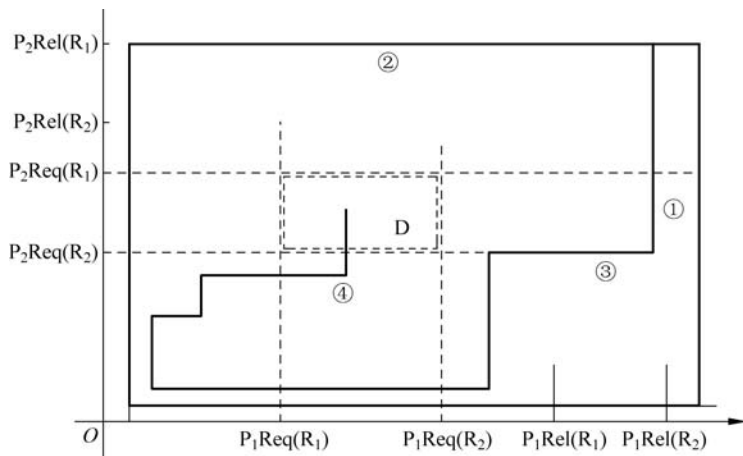 P₂Rel(R₁)
②
P₂Rel(R₂)
P₂Req(R₁)
①
D
P₂Req(R₂)
③
④
O
P₁Req(R₁) P₁Req(R₂) P₁Rel(R₁) P₁Rel(R₂)